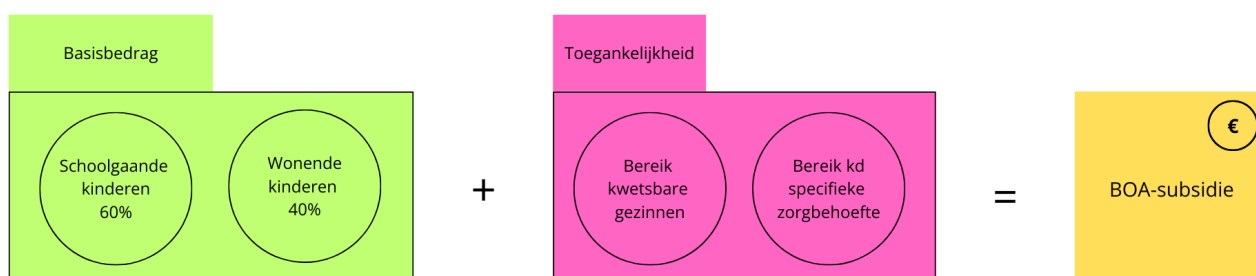 Basisbedrag
Schoolgaande
kinderen
60%
Wonende
kinderen
40%
+
Toegankelijkheid
Bereik
kwetsbare
gezinnen
Bereik kd
specifieke
zorgbehoefte
=
€
BOA-subsidie